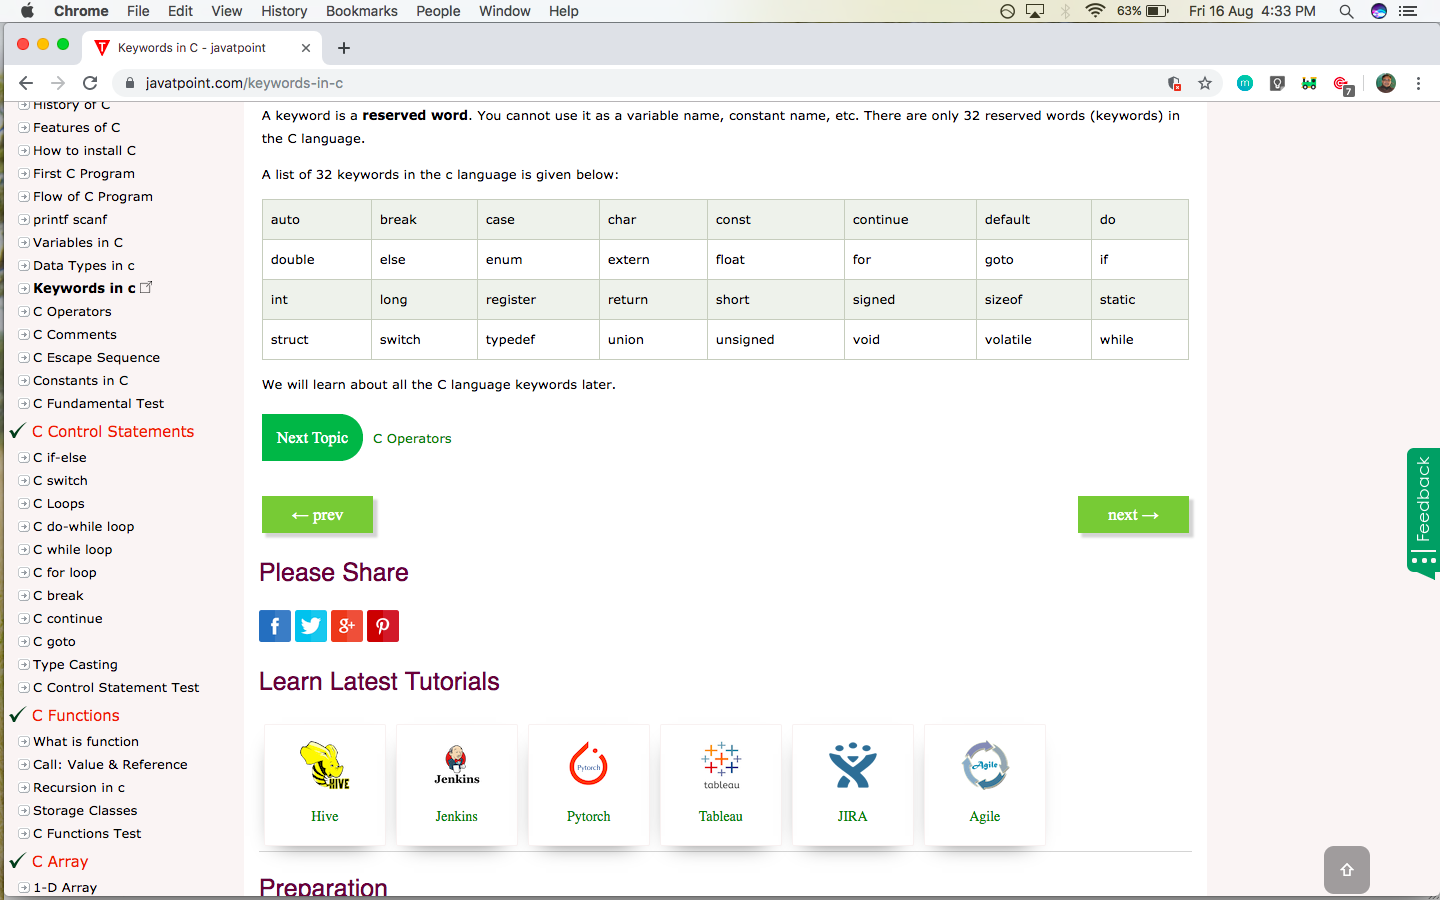 Chrome File Edit View History Bookmarks People Window Help 63% Fri 16 Aug 4:33 PM
Keywords in C - javatpoint
javatpoint.com/keywords-in-c
7
History of C
Features of C
How to install C
First C Program
Flow of C Program
printf scanf
Variables in C
Data Types in c
Keywords in c
C Operators
C Comments
C Escape Sequence
Constants in C
C Fundamental Test
C Control Statements
C if-else
C switch
C Loops
C do-while loop
C while loop
C for loop
C break
C continue
C goto
Type Casting
C Control Statement Test
C Functions
What is function
Call: Value & Reference
Recursion in c
Storage Classes
C Functions Test
C Array
1-D Array
A keyword is a reserved word. You cannot use it as a variable name, constant name, etc. There are only 32 reserved words (keywords) in
the C language.
A list of 32 keywords in the c language is given below:
auto break case char const continue default do
double else enum extern float for goto if
int long register return short signed sizeof static
struct switch typedef union unsigned void volatile while
We will learn about all the C language keywords later.
Next Topic C Operators
← prev next →
Please Share
f g+
Learn Latest Tutorials
HIVE Jenkins Pytorch tableau Agile
Hive Jenkins Pytorch Tableau JIRA Agile
Preparation
Feedback